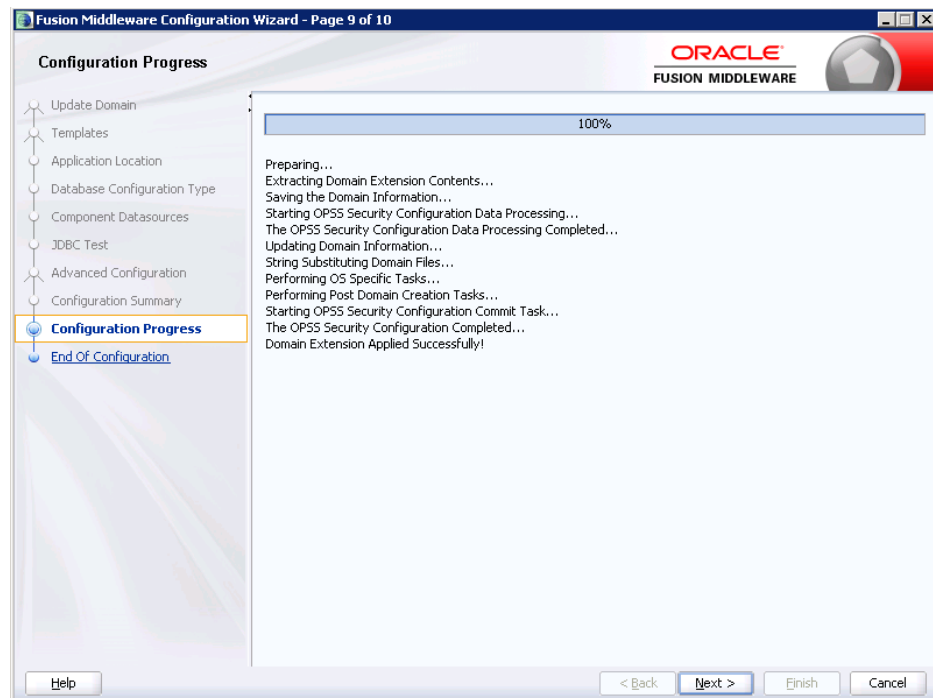 Fusion Middleware Configuration Wizard - Page 9 of 10
Configuration Progress
ORACLE
FUSION MIDDLEWARE
Update Domain
Templates
Application Location
Database Configuration Type
Component Datasources
JDBC Test
Advanced Configuration
Configuration Summary
Configuration Progress
End Of Configuration
100%
Preparing...
Extracting Domain Extension Contents...
Saving the Domain Information...
Starting OPSS Security Configuration Data Processing...
The OPSS Security Configuration Data Processing Completed...
Updating Domain Information...
String Substituting Domain Files...
Performing OS Specific Tasks...
Performing Post Domain Creation Tasks...
Starting OPSS Security Configuration Commit Task...
The OPSS Security Configuration Completed...
Domain Extension Applied Successfully!
Help
< Back
Next >
Finish
Cancel